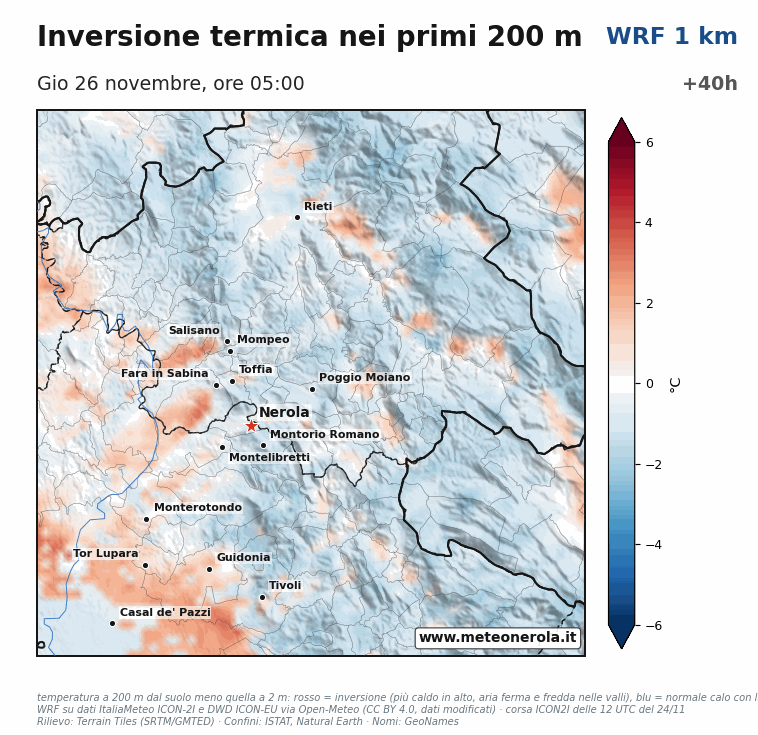 Inversione termica nei primi 200 m WRF 1 km
Gio 26 novembre, ore 05:00 +40h
Rieti
Salisano
Mompeo
Fara in Sabina
Toffia
Poggio Moiano
Nerola
Montorio Romano
Montelibretti
Monterotondo
Tor Lupara
Guidonia
Tivoli
Casal de' Pazzi
www.meteonerola.it
6
4
2
0
−2
−4
−6
°C
temperatura a 200 m dal suolo meno quella a 2 m: rosso = inversione (più caldo in alto, aria ferma e fredda nelle valli), blu = normale calo con
WRF su dati ItaliaMeteo ICON-2I e DWD ICON-EU via Open-Meteo (CC BY 4.0, dati modificati) · corsa ICON2I delle 12 UTC del 24/11
Rilievo: Terrain Tiles (SRTM/GMTED) · Confini: ISTAT, Natural Earth · Nomi: GeoNames